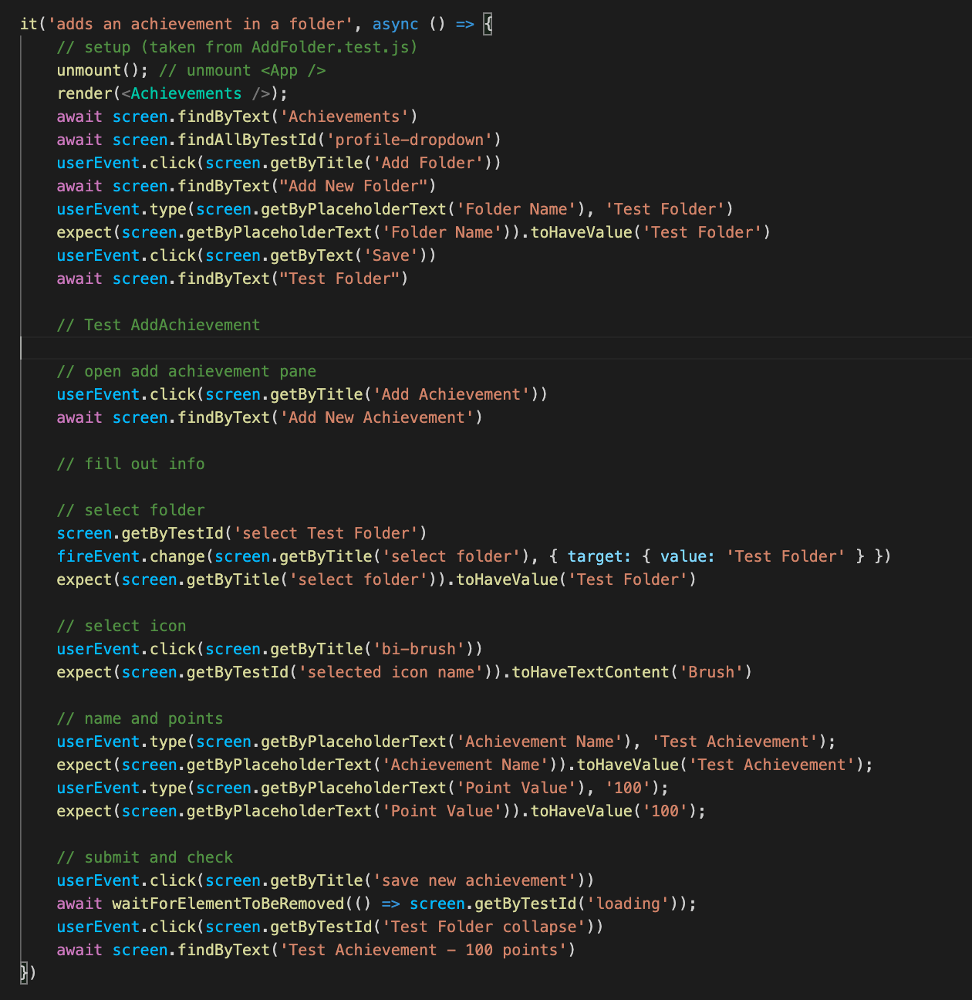 it('adds an achievement in a folder', async () => {
    // setup (taken from AddFolder.test.js)
    unmount(); // unmount <App />
    render(<Achievements />);
    await screen.findByText('Achievements')
    await screen.findAllByTestId('profile-dropdown')
    userEvent.click(screen.getByTitle('Add Folder'))
    await screen.findByText("Add New Folder")
    userEvent.type(screen.getByPlaceholderText('Folder Name'), 'Test Folder')
    expect(screen.getByPlaceholderText('Folder Name')).toHaveValue('Test Folder')
    userEvent.click(screen.getByText('Save'))
    await screen.findByText("Test Folder")

    // Test AddAchievement

    // open add achievement pane
    userEvent.click(screen.getByTitle('Add Achievement'))
    await screen.findByText('Add New Achievement')

    // fill out info

    // select folder
    screen.getByTestId('select Test Folder')
    fireEvent.change(screen.getByTitle('select folder'), { target: { value: 'Test Folder' } })
    expect(screen.getByTitle('select folder')).toHaveValue('Test Folder')

    // select icon
    userEvent.click(screen.getByTitle('bi-brush'))
    expect(screen.getByTestId('selected icon name')).toHaveTextContent('Brush')

    // name and points
    userEvent.type(screen.getByPlaceholderText('Achievement Name'), 'Test Achievement');
    expect(screen.getByPlaceholderText('Achievement Name')).toHaveValue('Test Achievement');
    userEvent.type(screen.getByPlaceholderText('Point Value'), '100');
    expect(screen.getByPlaceholderText('Point Value')).toHaveValue('100');

    // submit and check
    userEvent.click(screen.getByTitle('save new achievement'))
    await waitForElementToBeRemoved(() => screen.getByTestId('loading'));
    userEvent.click(screen.getByTestId('Test Folder collapse'))
    await screen.findByText('Test Achievement - 100 points')
})